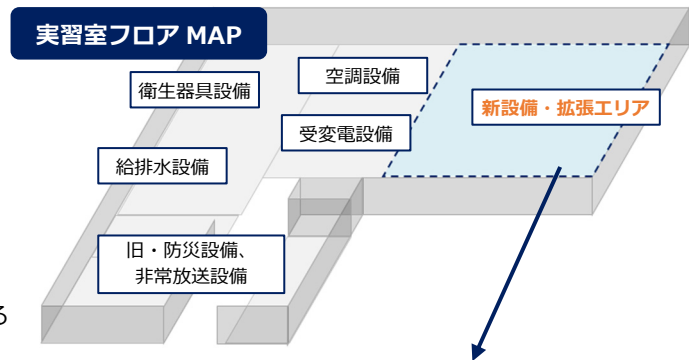 実習室フロア MAP
空調設備
衛生器具設備
新設備・拡張エリア
受変電設備
給排水設備
旧・防災設備、
非常放送設備
る